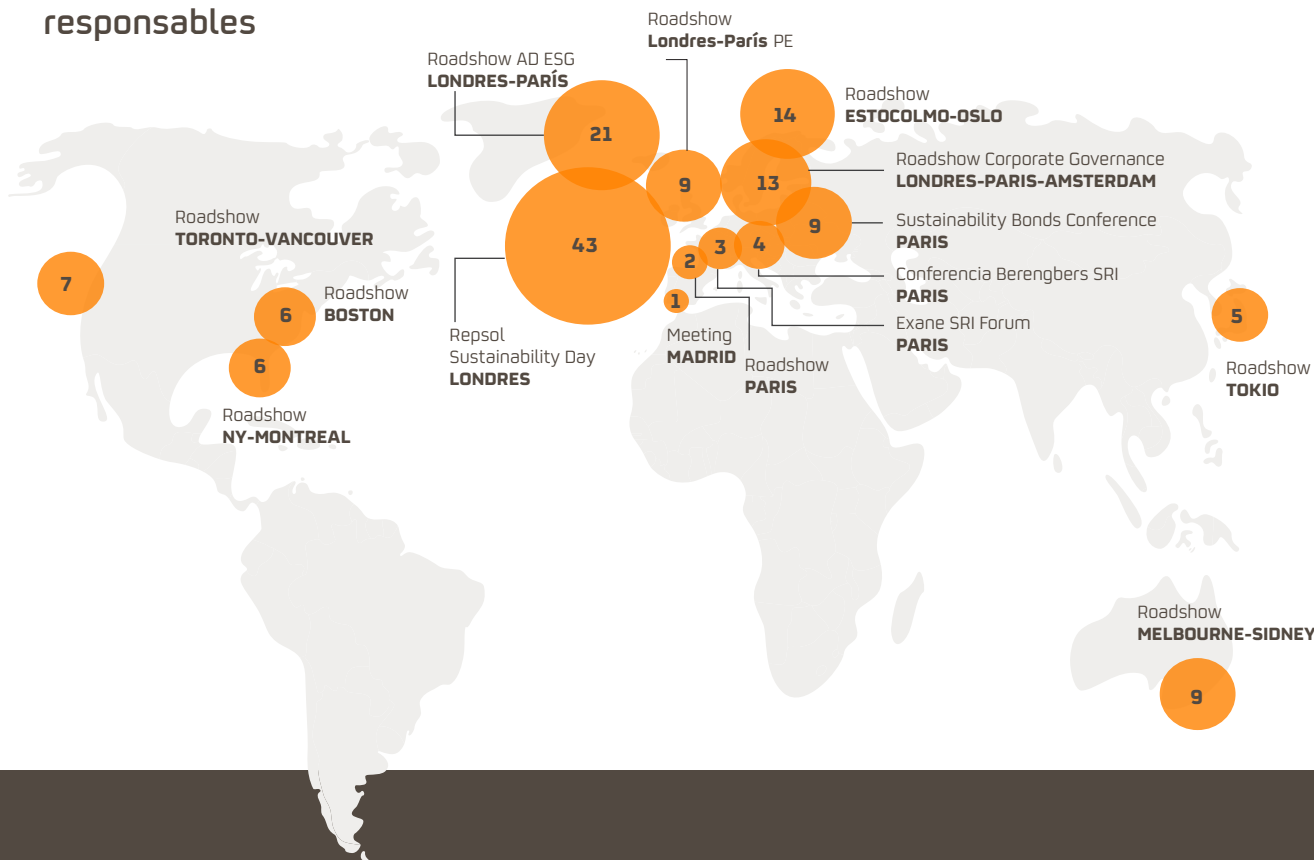 responsables
Roadshow
Londres-París PE
Roadshow AD ESG
LONDRES-PARÍS
21
9
14
Roadshow
ESTOCOLMO-OSLO
13
Roadshow Corporate Governance
LONDRES-PARIS-AMSTERDAM
9
Sustainability Bonds Conference
PARIS
43
2
3
4
Conferencia Berengbers SRI
PARIS
1
Exane SRI Forum
PARIS
Repsol
Sustainability Day
LONDRES
Meeting
MADRID
Roadshow
PARIS
Roadshow
TORONTO-VANCOUVER
7
6
Roadshow
BOSTON
6
Roadshow
NY-MONTREAL
5
Roadshow
TOKIO
Roadshow
MELBOURNE-SIDNEY
9